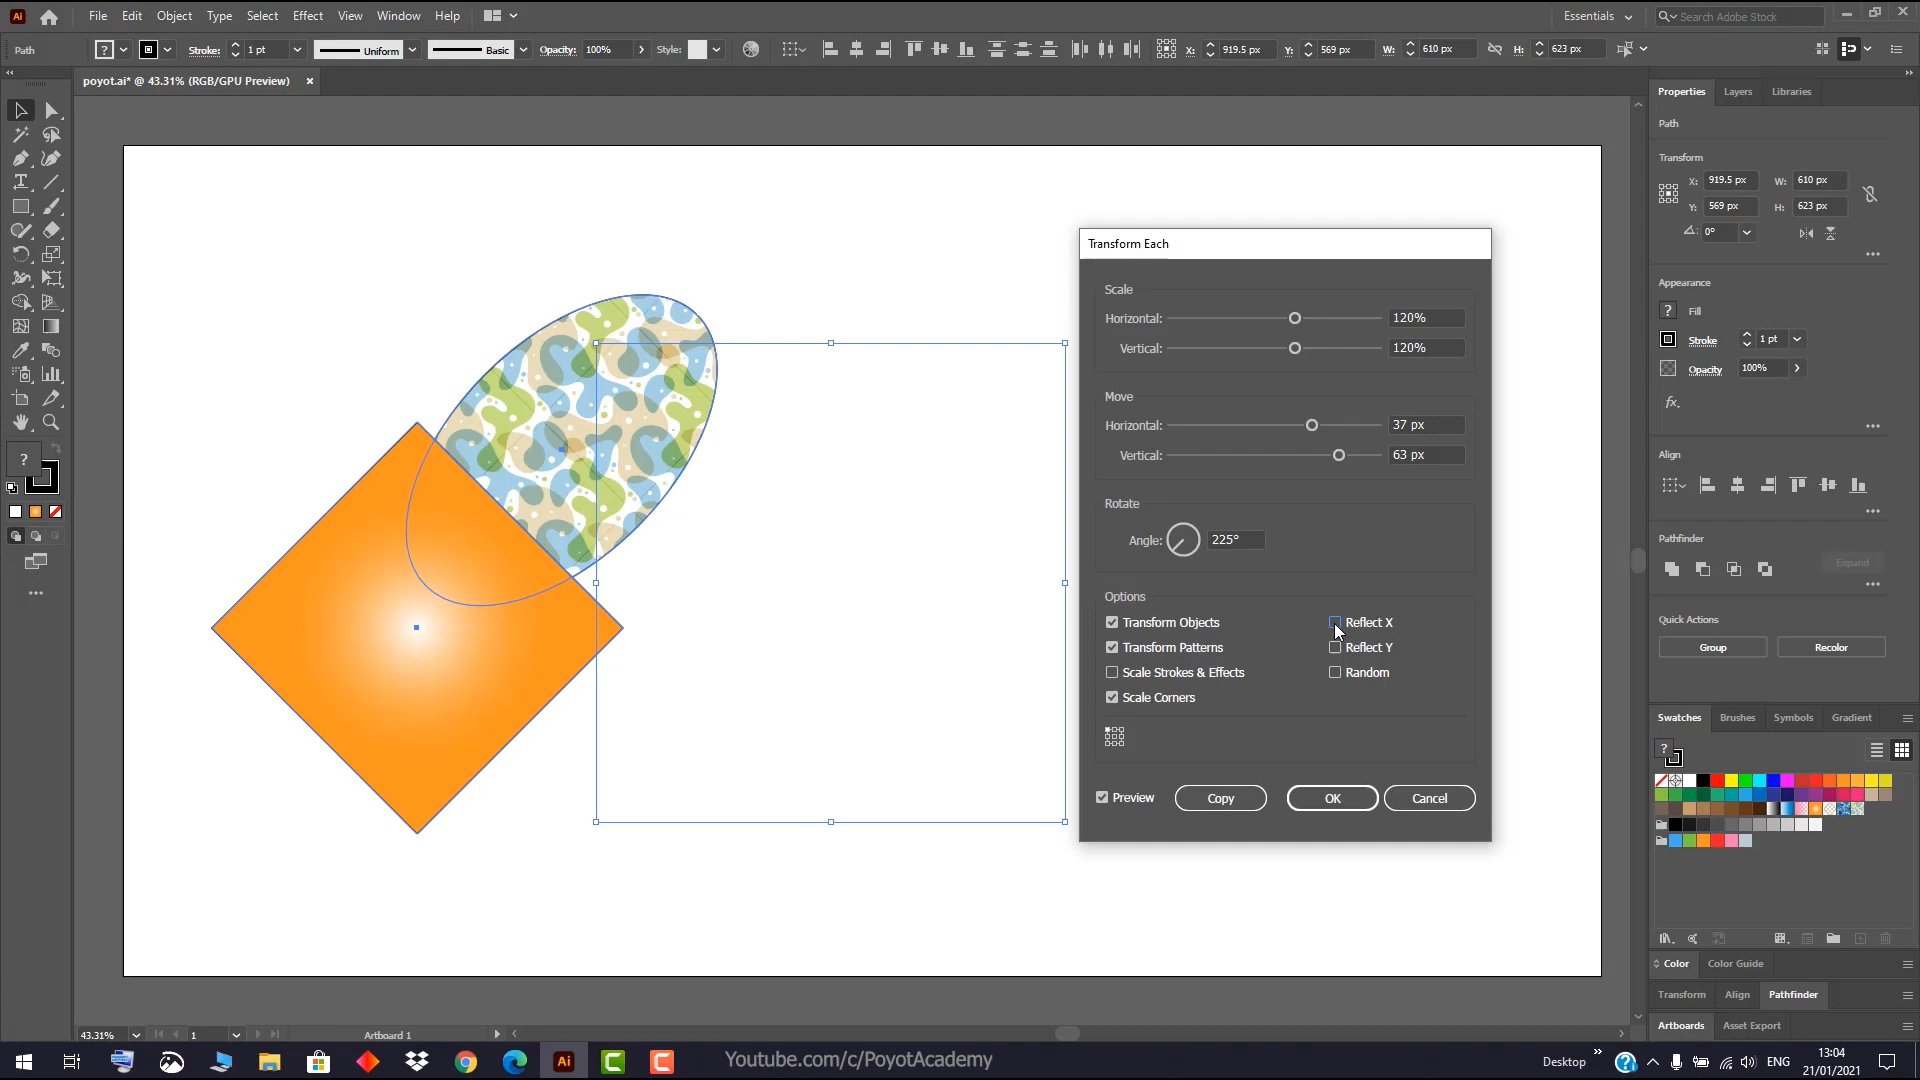 Ai File Edit Object Type Select Effect View Window Help Essentials Search Adobe Stock
Path ? Stroke: 1 pt Uniform Basic Opacity: 100% Style: X: 919.5 px Y: 569 px W: 610 px H: 623 px
poyot.ai* @ 43.31% (RGB/GPU Preview)
Properties Layers Libraries
Path
Transform
X: 919.5 px W: 610 px
Y: 569 px H: 623 px
0°
Appearance
? Fill
Stroke 1 pt
Opacity 100%
fx.
Align
Pathfinder
Expand
Quick Actions
Group Recolor
Transform Each
Scale
Horizontal: 120%
Vertical: 120%
Move
Horizontal: 37 px
Vertical: 63 px
Rotate
Angle: 225°
Options
Transform Objects Reflect X
Transform Patterns Reflect Y
Scale Strokes & Effects Random
Scale Corners
Preview Copy OK Cancel
?
Swatches Brushes Symbols Gradient
?
Color Color Guide
Transform Align Pathfinder
Artboards Asset Export
43.31% 1 Artboard 1
Ai Youtube.com/c/PoyotAcademy Desktop ENG 13:04
21/01/2021